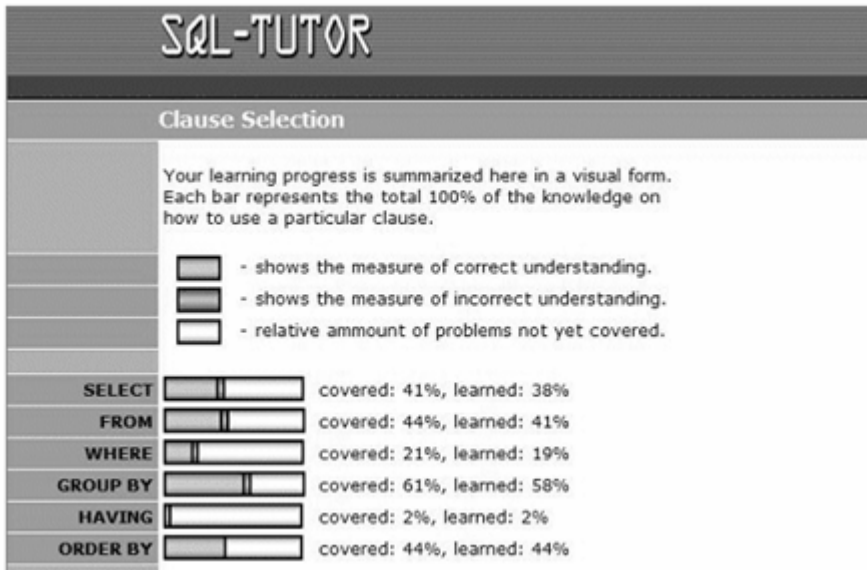 SQL-TUTOR
Clause Selection
Your learning progress is summarized here in a visual form.
Each bar represents the total 100% of the knowledge on
how to use a particular clause.
- shows the measure of correct understanding.
- shows the measure of incorrect understanding.
- relative ammount of problems not yet covered.
SELECT covered: 41%, learned: 38%
FROM covered: 44%, learned: 41%
WHERE covered: 21%, learned: 19%
GROUP BY covered: 61%, learned: 58%
HAVING covered: 2%, learned: 2%
ORDER BY covered: 44%, learned: 44%